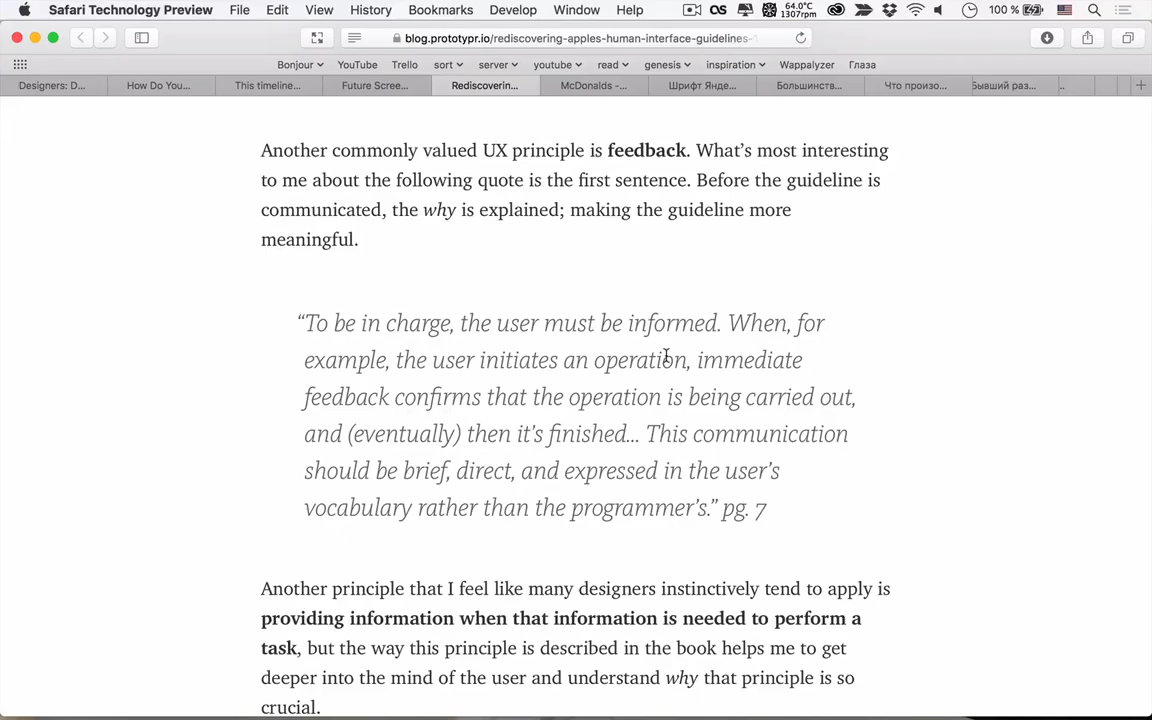 Safari Technology Preview File Edit View History Bookmarks Develop Window Help 64.0°C 1307rpm 100 %
blog.prototypr.io/rediscovering-apples-human-interface-guidelines-
Bonjour YouTube Trello sort server youtube read genesis inspiration Wappalyzer Глаза
Designers: D... How Do You... This timeline... Future Scree... Rediscoverin... McDonalds -... Шрифт Янде... Большинств... Что произо... Бывший раз...
Another commonly valued UX principle is feedback. What’s most interesting
to me about the following quote is the first sentence. Before the guideline is
communicated, the why is explained; making the guideline more
meaningful.
“To be in charge, the user must be informed. When, for
example, the user initiates an operation, immediate
feedback confirms that the operation is being carried out,
and (eventually) then it’s finished... This communication
should be brief, direct, and expressed in the user’s
vocabulary rather than the programmer’s.” pg. 7
Another principle that I feel like many designers instinctively tend to apply is
providing information when that information is needed to perform a
task, but the way this principle is described in the book helps me to get
deeper into the mind of the user and understand why that principle is so
crucial.